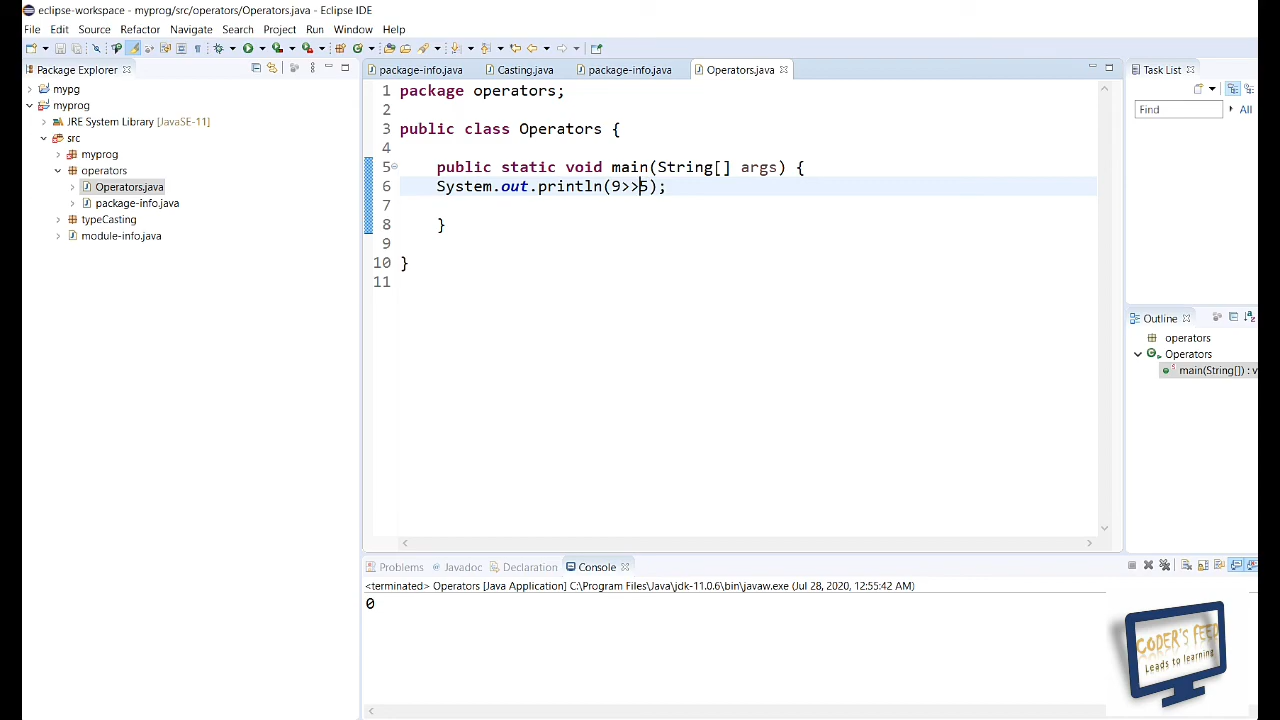 eclipse-workspace - myprog/src/operators/Operators.java - Eclipse IDE
File Edit Source Refactor Navigate Search Project Run Window Help
Package Explorer
mypg
myprog
JRE System Library [JavaSE-11]
src
myprog
operators
Operators.java
package-info.java
typeCasting
module-info.java
package-info.java Casting.java package-info.java Operators.java
1 package operators;
2
3 public class Operators {
4
5 public static void main(String[] args) {
6 System.out.println(9>>5);
7
8 }
9
10 }
11
Task List
Find All
Outline
operators
Operators
main(String[]) : v
Problems Javadoc Declaration Console
<terminated> Operators [Java Application] C:\Program Files\Java\jdk-11.0.6\bin\javaw.exe (Jul 28, 2020, 12:55:42 AM)
0
CODER'S FEED
Leads to learning